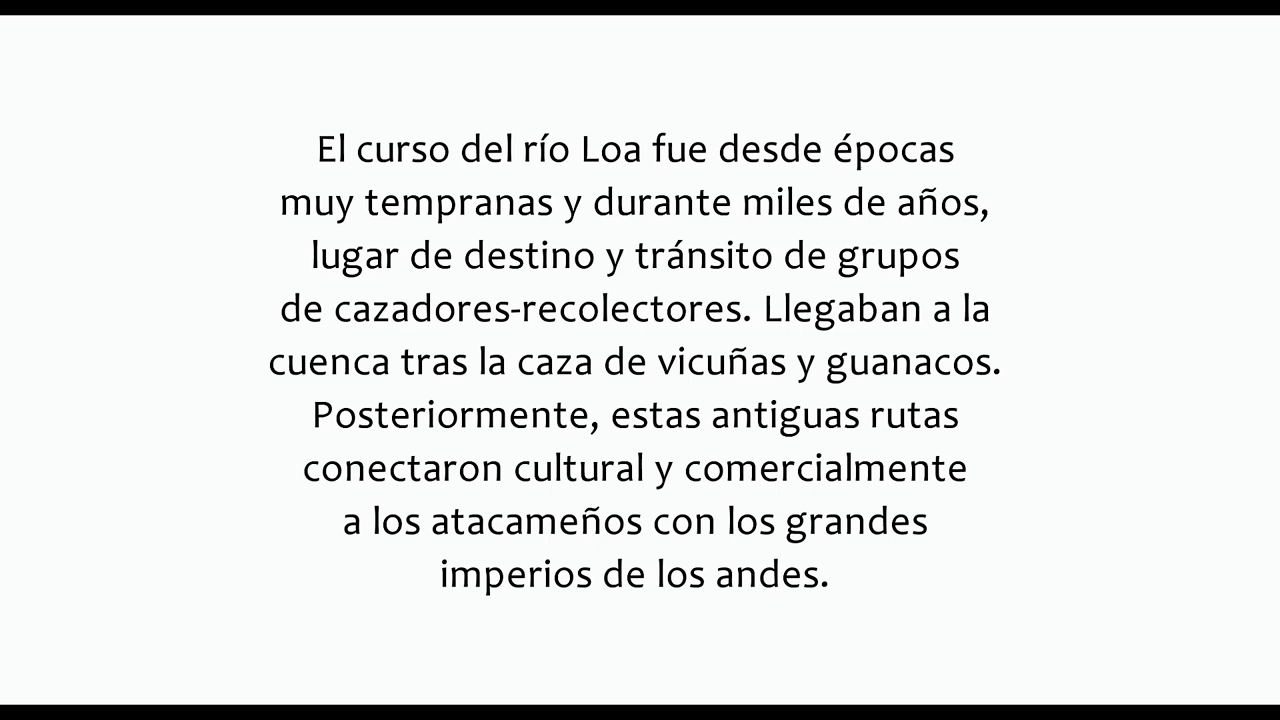 El curso del río Loa fue desde épocas
muy tempranas y durante miles de años,
lugar de destino y tránsito de grupos
de cazadores-recolectores. Llegaban a la
cuenca tras la caza de vicuñas y guanacos.
Posteriormente, estas antiguas rutas
conectaron cultural y comercialmente
a los atacameños con los grandes
imperios de los andes.